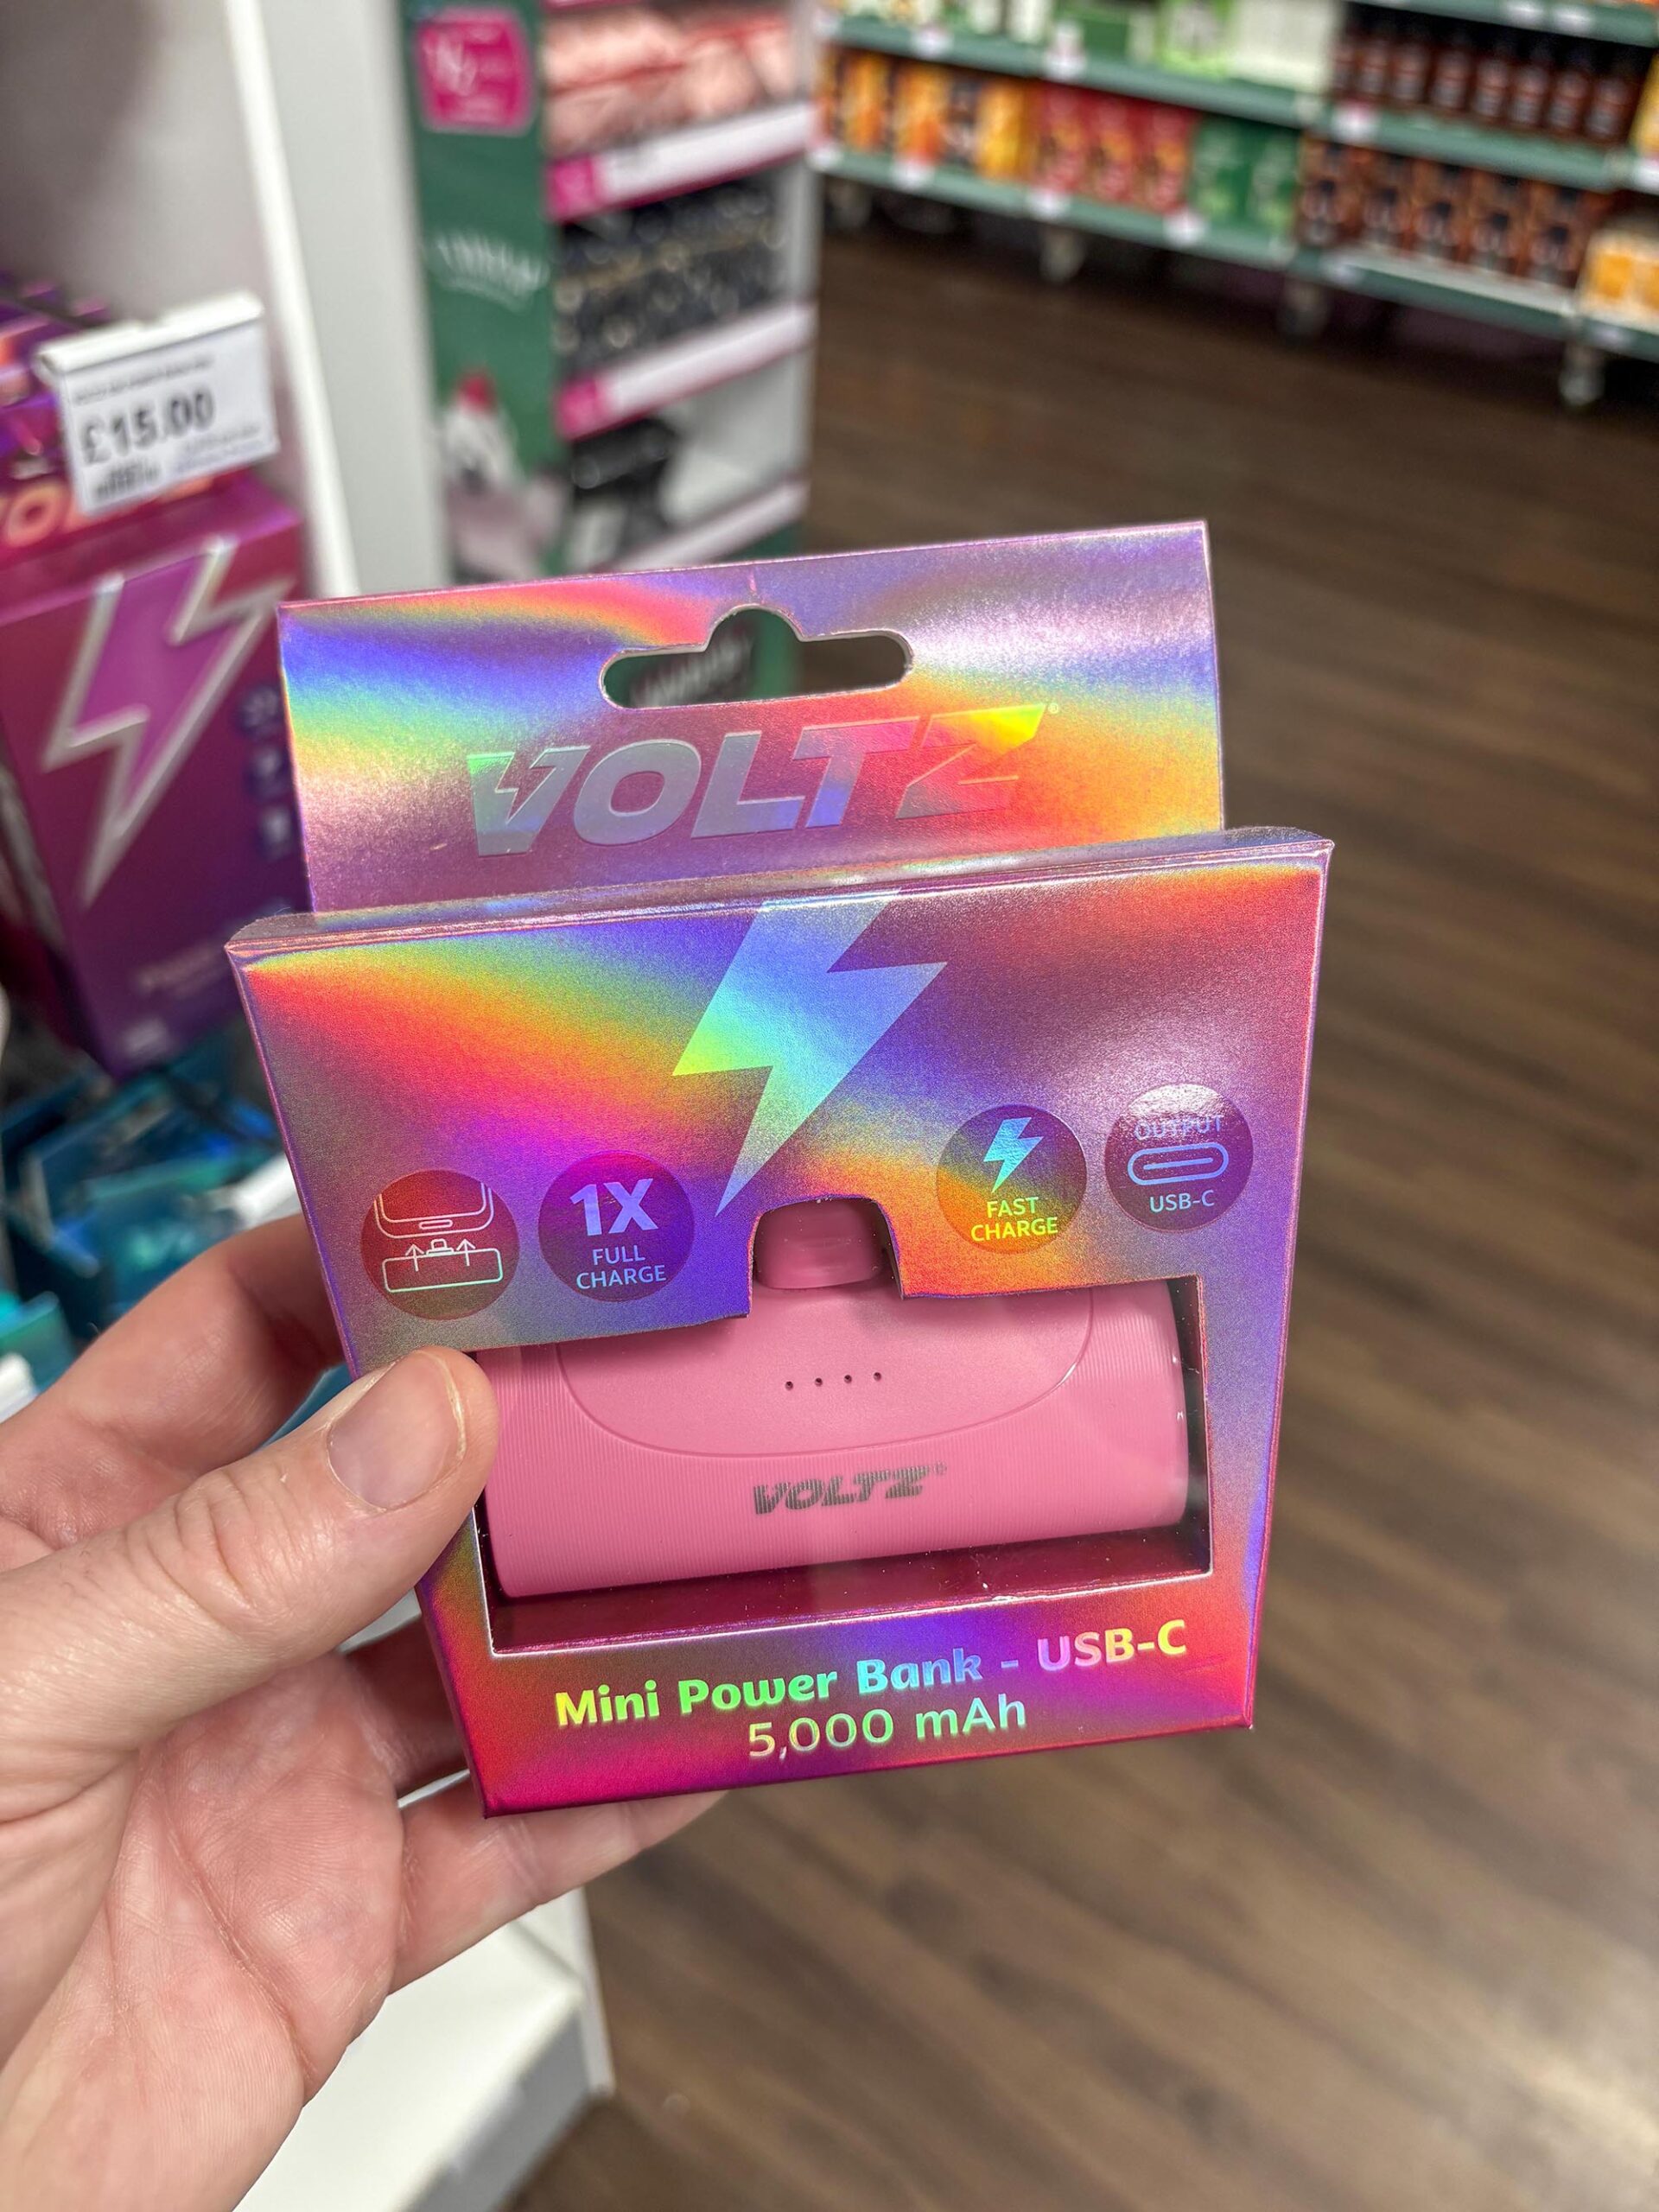 £15.00
VOLTZ
1X
FULL
CHARGE
FAST
CHARGE
OUTPUT
USB-C
VOLTZ
Mini Power Bank - USB-C
5,000 mAh